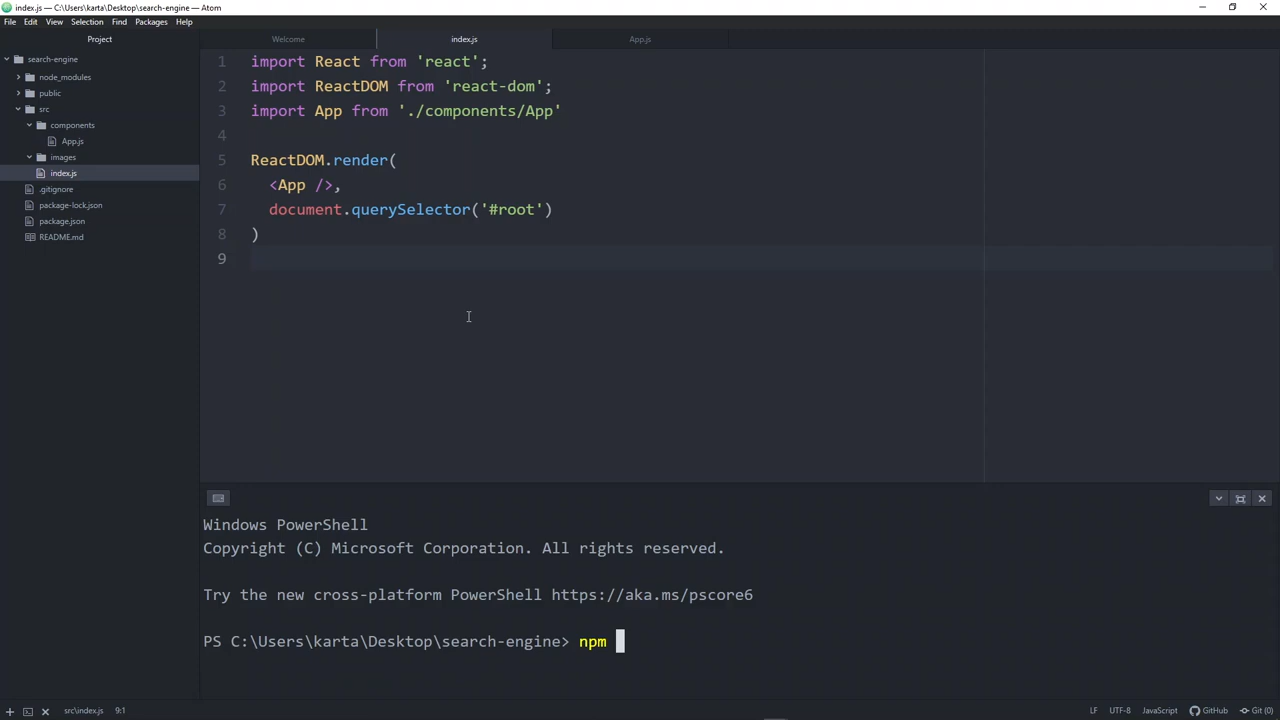 index.js — C:\Users\karta\Desktop\search-engine — Atom
File Edit View Selection Find Packages Help
Project
Welcome
index.js
App.js
search-engine
node_modules
public
src
components
App.js
images
index.js
.gitignore
package-lock.json
package.json
README.md
1 import React from 'react';
2 import ReactDOM from 'react-dom';
3 import App from './components/App'
4
5 ReactDOM.render(
6 <App />,
7 document.querySelector('#root')
8 )
9
Windows PowerShell
Copyright (C) Microsoft Corporation. All rights reserved.
Try the new cross-platform PowerShell https://aka.ms/pscore6
PS C:\Users\karta\Desktop\search-engine> npm
src\index.js 9:1 LF UTF-8 JavaScript GitHub Git (0)